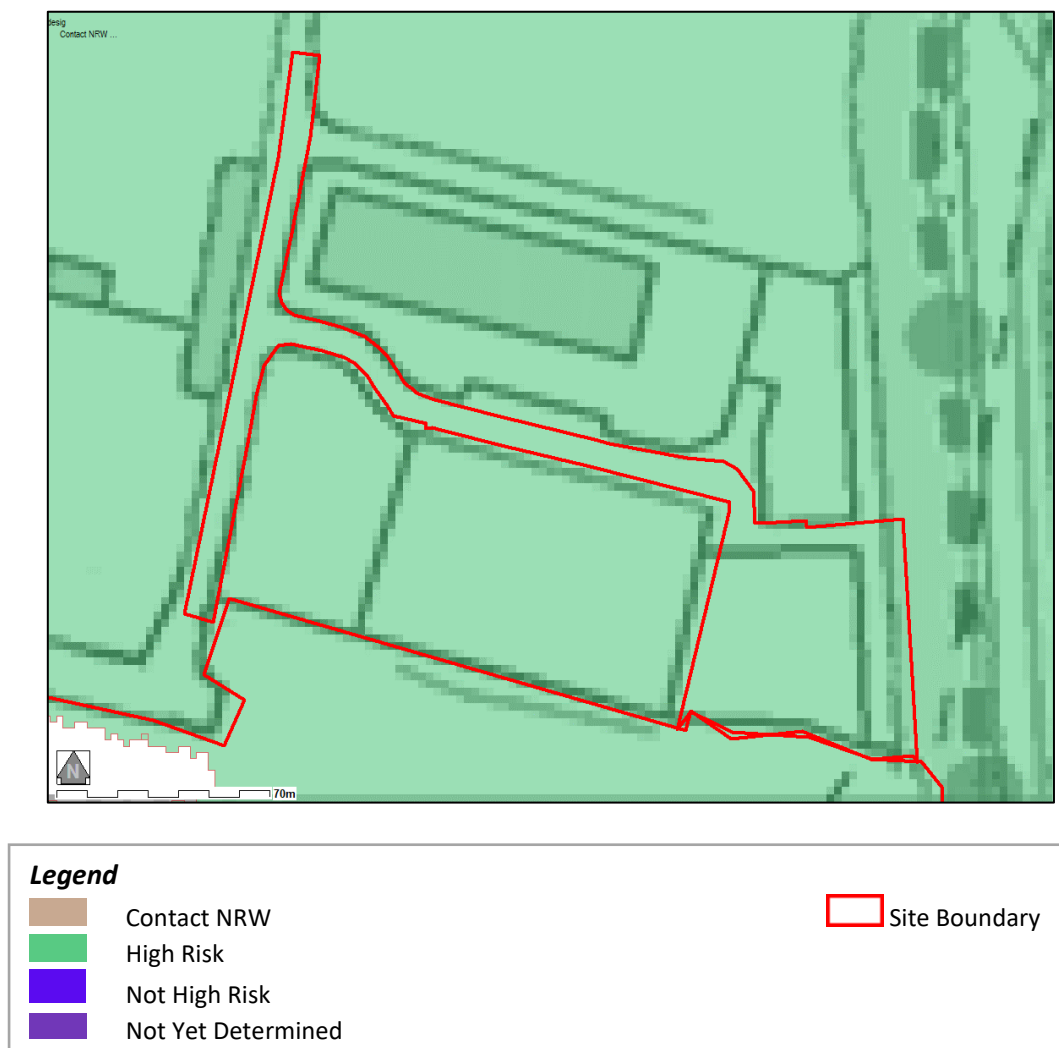 desig
Contact NRW ...
N
70m
Legend
Contact NRW
High Risk
Not High Risk
Not Yet Determined
Site Boundary